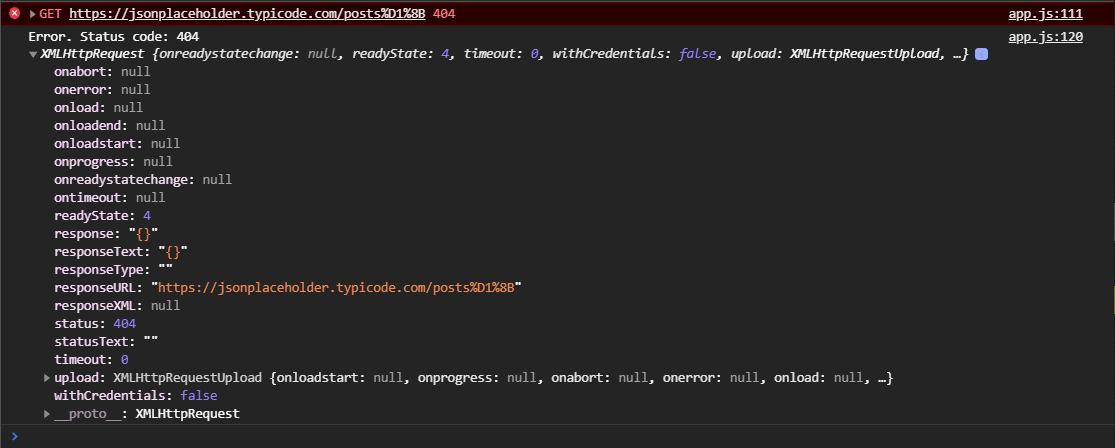 GET https://jsonplaceholder.typicode.com/posts%D1%8B 404 app.js:111
Error. Status code: 404 app.js:120
XMLHttpRequest {onreadystatechange: null, readyState: 4, timeout: 0, withCredentials: false, upload: XMLHttpRequestUpload, …}
onabort: null
onerror: null
onload: null
onloadend: null
onloadstart: null
onprogress: null
onreadystatechange: null
ontimeout: null
readyState: 4
response: "{}"
responseText: "{}"
responseType: ""
responseURL: "https://jsonplaceholder.typicode.com/posts%D1%8B"
responseXML: null
status: 404
statusText: ""
timeout: 0
upload: XMLHttpRequestUpload {onloadstart: null, onprogress: null, onabort: null, onerror: null, onload: null, …}
withCredentials: false
__proto__: XMLHttpRequest